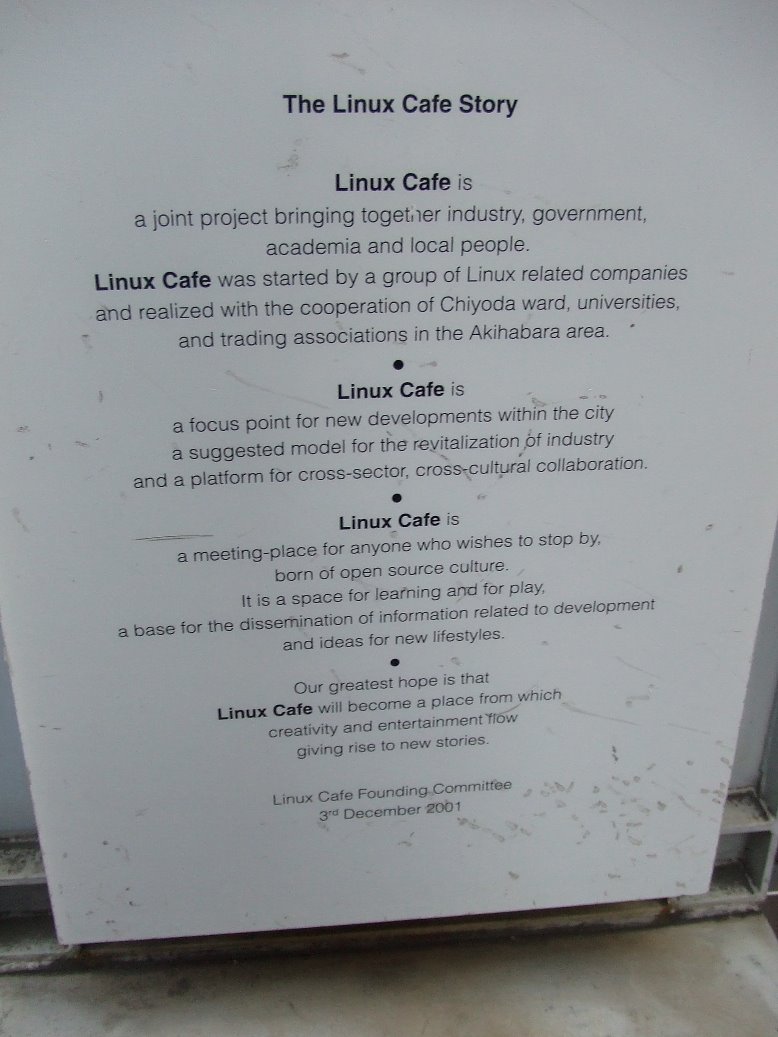 The Linux Cafe Story
Linux Cafe is
a joint project bringing together industry, government,
academia and local people.
Linux Cafe was started by a group of Linux related companies
and realized with the cooperation of Chiyoda ward, universities,
and trading associations in the Akihabara area.
●
Linux Cafe is
a focus point for new developments within the city
a suggested model for the revitalization of industry
and a platform for cross-sector, cross-cultural collaboration.
●
Linux Cafe is
a meeting-place for anyone who wishes to stop by,
born of open source culture.
It is a space for learning and for play,
a base for the dissemination of information related to development
and ideas for new lifestyles.
●
Our greatest hope is that
Linux Cafe will become a place from which
creativity and entertainment flow
giving rise to new stories.
Linux Cafe Founding Committee
3rd December 2001